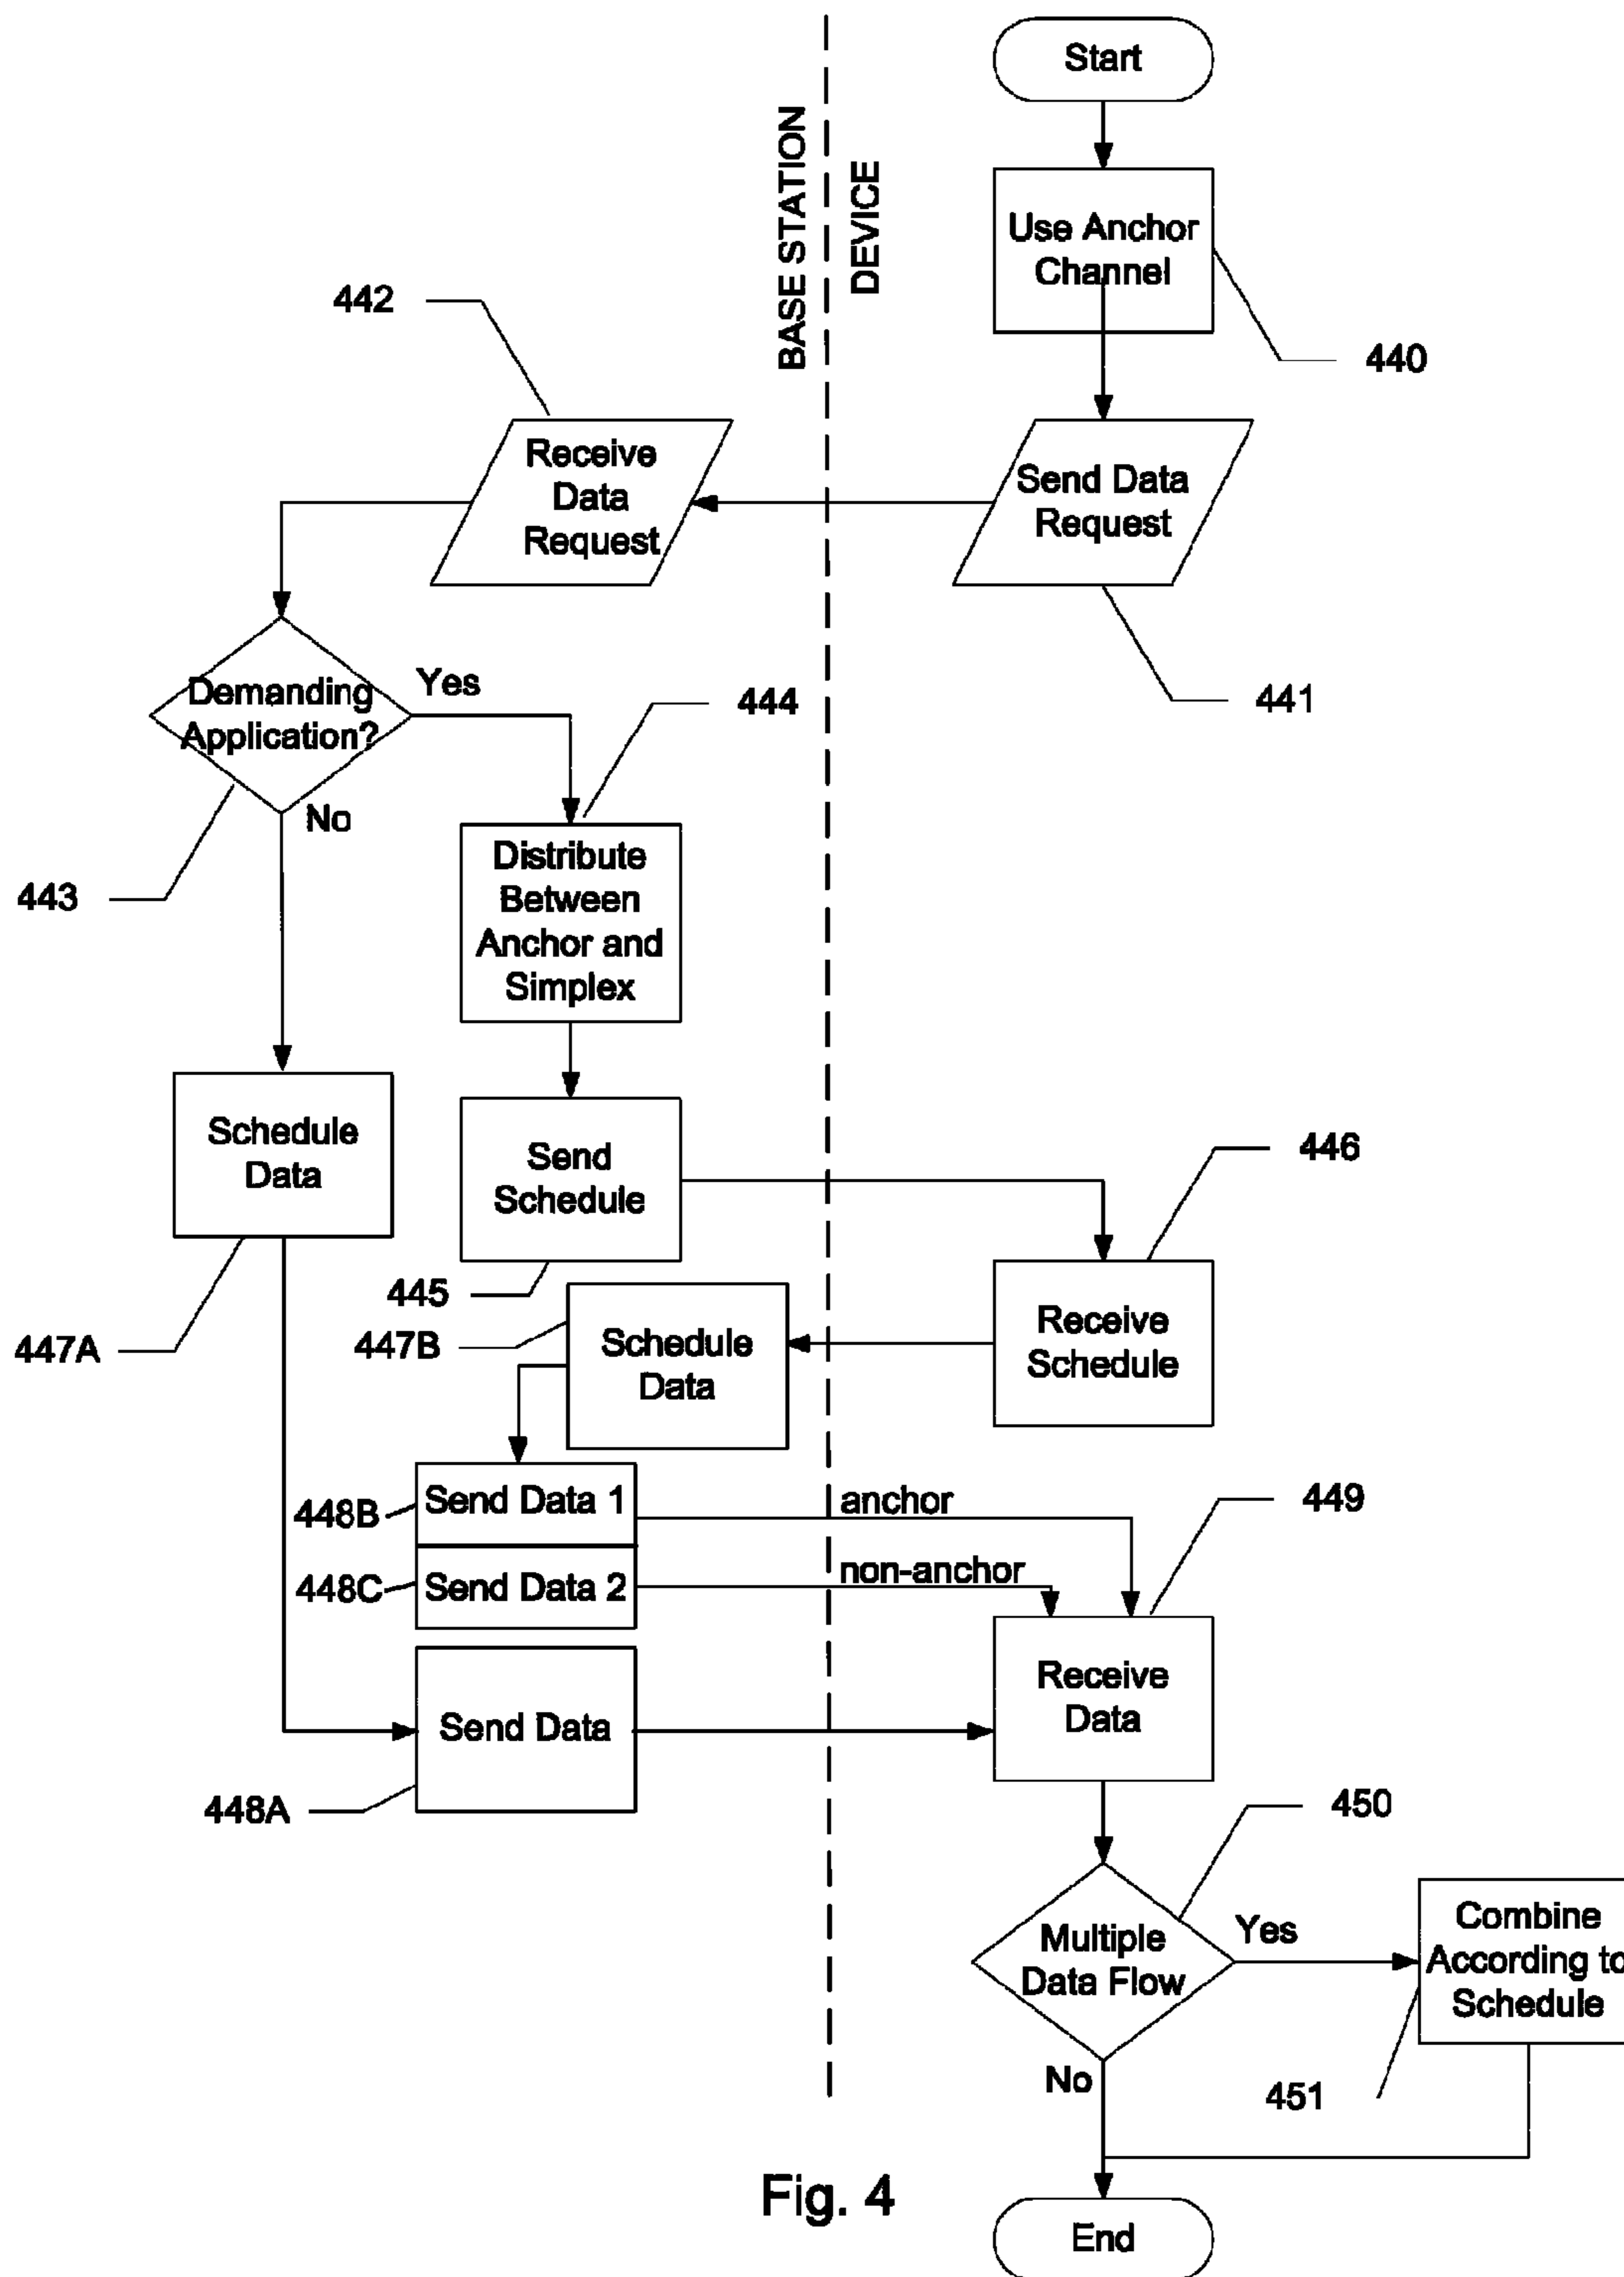 Start
BASE STATION
DEVICE
Use Anchor
Channel
440
442
Receive
Data
Request
Send Data
Request
441
Demanding
Application?
Yes
No
443
444
Distribute
Between
Anchor and
Simplex
Schedule
Data
447A
Send
Schedule
445
446
Receive
Schedule
447B
Schedule
Data
448B
Send Data 1
anchor
448C
Send Data 2
non-anchor
449
Receive
Data
Send Data
448A
450
Multiple
Data Flow
Yes
No
Combine
According to
Schedule
451
Fig. 4
End